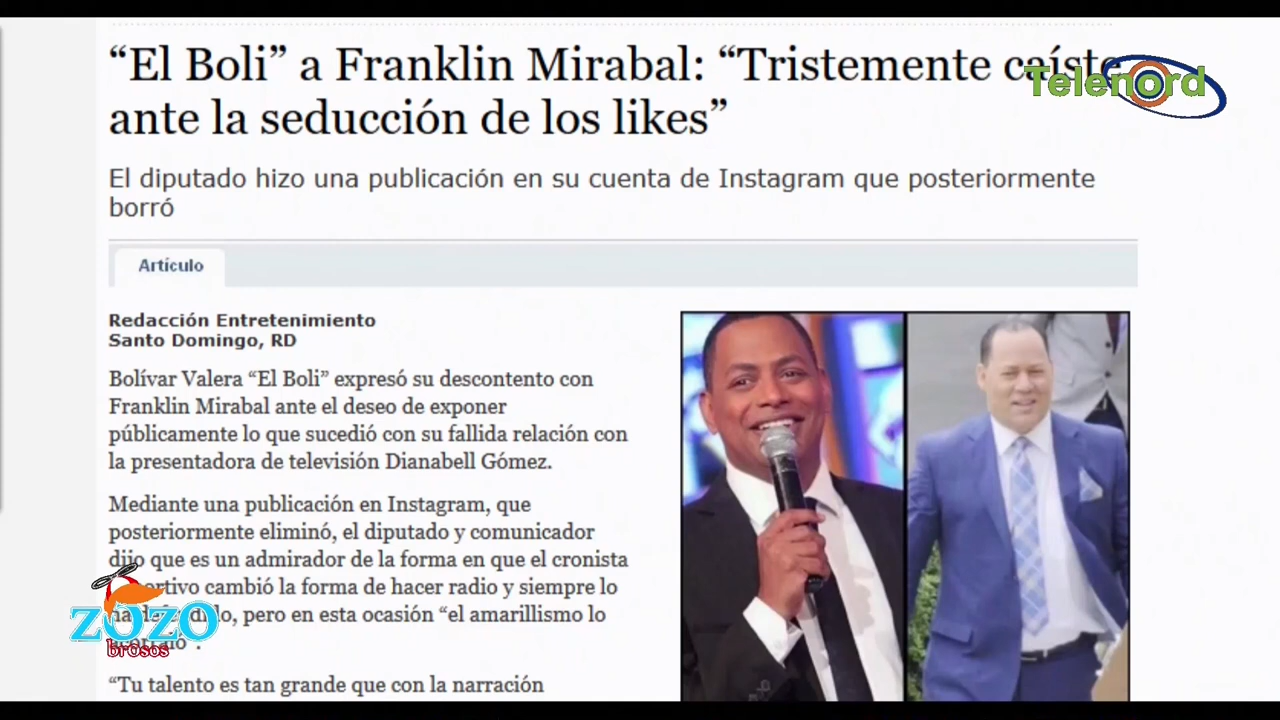 “El Boli” a Franklin Mirabal: “Tristemente caíste
Telenord
ante la seducción de los likes”
El diputado hizo una publicación en su cuenta de Instagram que posteriormente
borró
Artículo
Redacción Entretenimiento
Santo Domingo, RD
Bolívar Valera “El Boli” expresó su descontento con
Franklin Mirabal ante el deseo de exponer
públicamente lo que sucedió con su fallida relación con
la presentadora de televisión Dianabell Gómez.
Mediante una publicación en Instagram, que
posteriormente eliminó, el diputado y comunicador
dijo que es un admirador de la forma en que el cronista
cambió la forma de hacer radio y siempre lo
pero en esta ocasión “el amarillismo lo
zozo
brosos
“Tu talento es tan grande que con la narración